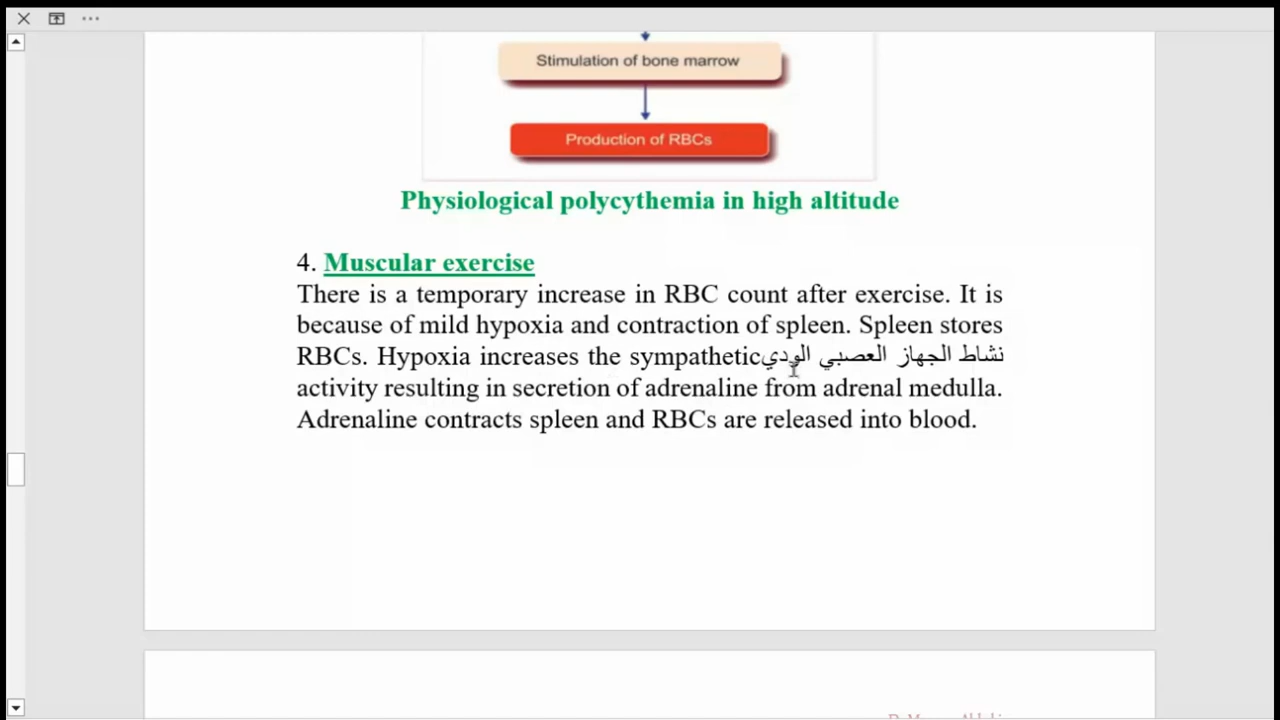 Stimulation of bone marrow
Production of RBCs
Physiological polycythemia in high altitude
4. Muscular exercise
There is a temporary increase in RBC count after exercise. It is
because of mild hypoxia and contraction of spleen. Spleen stores
RBCs. Hypoxia increases the sympathetic نشاط الجهاز العصبي الودي
activity resulting in secretion of adrenaline from adrenal medulla.
Adrenaline contracts spleen and RBCs are released into blood.